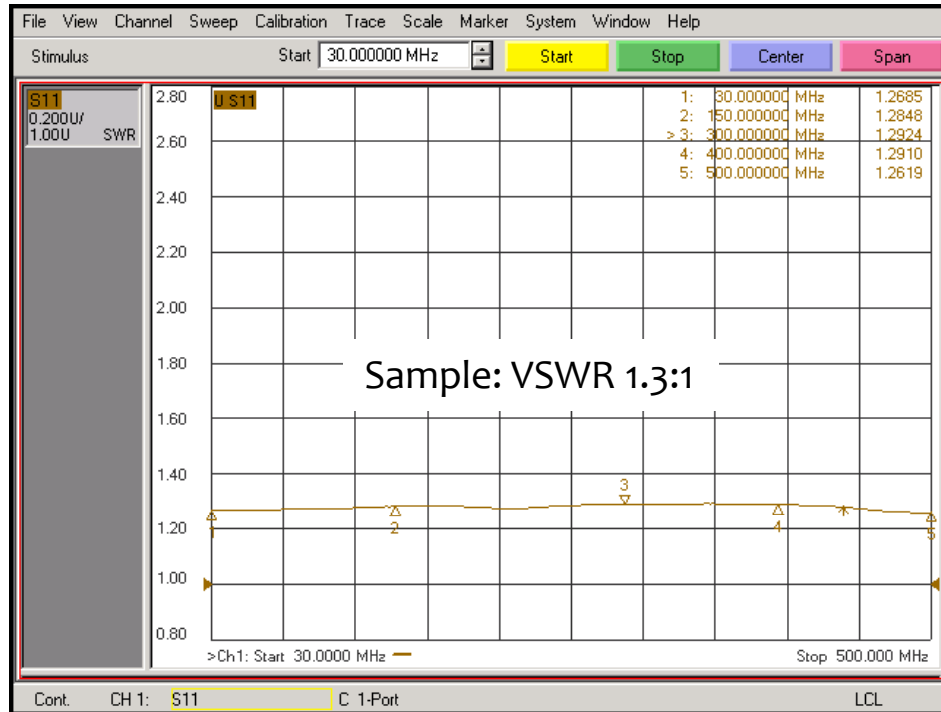 File View Channel Sweep Calibration Trace Scale Marker System Window Help
Stimulus Start 30.000000 MHz Start Stop Center Span
S11
0.200U/
1.00U SWR
2.80
2.60
2.40
2.20
2.00
1.80
1.60
1.40
1.20
1.00
0.80
U S11
1: 30.000000 MHz 1.2685
2: 150.000000 MHz 1.2848
> 3: 300.000000 MHz 1.2924
4: 400.000000 MHz 1.2910
5: 500.000000 MHz 1.2619
Sample: VSWR 1.3:1
1
2
3
4
5
>Ch1: Start 30.0000 MHz Stop 500.000 MHz
Cont. CH 1: S11 C 1-Port LCL